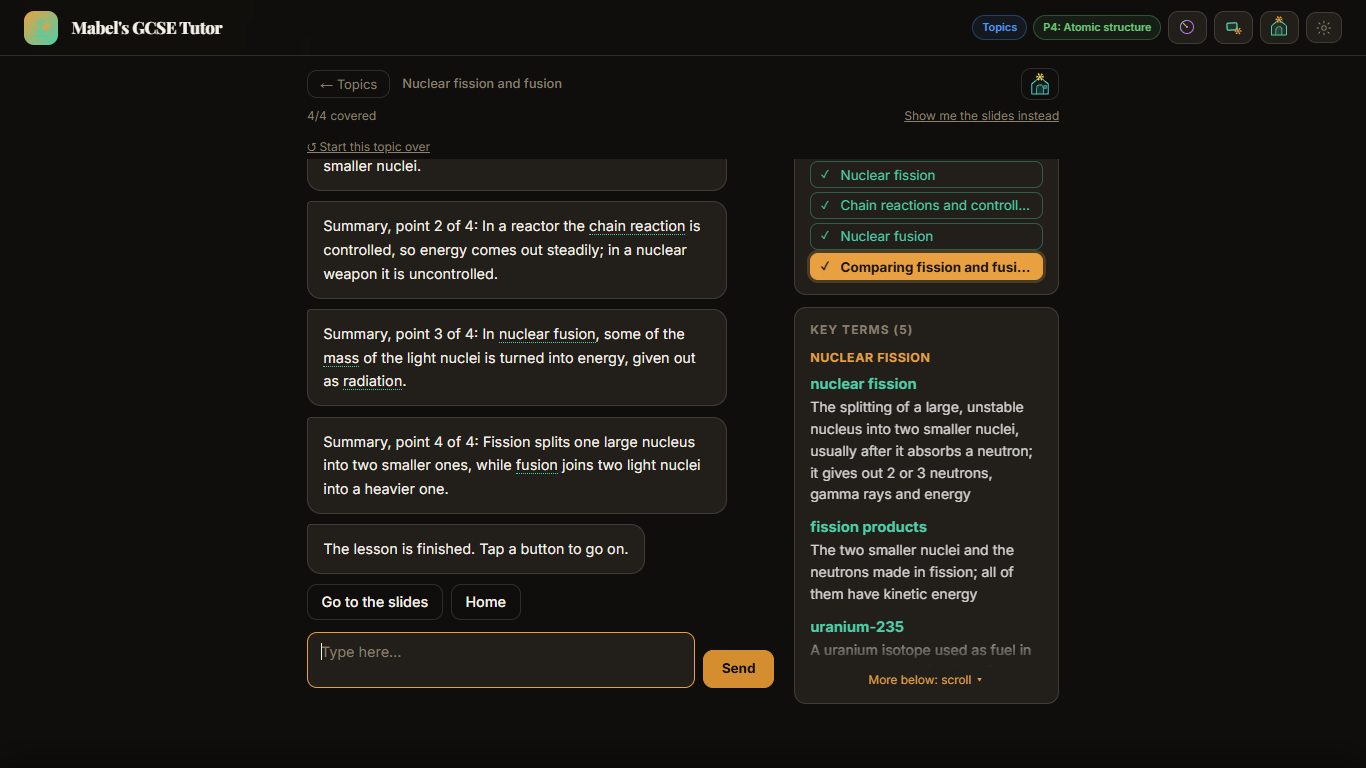 Mabel's GCSE Tutor
Topics
P4: Atomic structure
← Topics
Nuclear fission and fusion
4/4 covered
Show me the slides instead
↺ Start this topic over
smaller nuclei.
Summary, point 2 of 4: In a reactor the chain reaction is
controlled, so energy comes out steadily; in a nuclear
weapon it is uncontrolled.
Summary, point 3 of 4: In nuclear fusion, some of the
mass of the light nuclei is turned into energy, given out
as radiation.
Summary, point 4 of 4: Fission splits one large nucleus
into two smaller ones, while fusion joins two light nuclei
into a heavier one.
The lesson is finished. Tap a button to go on.
Go to the slides
Home
Type here...
Send
✓ Nuclear fission
✓ Chain reactions and controll...
✓ Nuclear fusion
✓ Comparing fission and fusi...
KEY TERMS (5)
NUCLEAR FISSION
nuclear fission
The splitting of a large, unstable
nucleus into two smaller nuclei,
usually after it absorbs a neutron;
it gives out 2 or 3 neutrons,
gamma rays and energy
fission products
The two smaller nuclei and the
neutrons made in fission; all of
them have kinetic energy
uranium-235
A uranium isotope used as fuel in
More below: scroll ▾